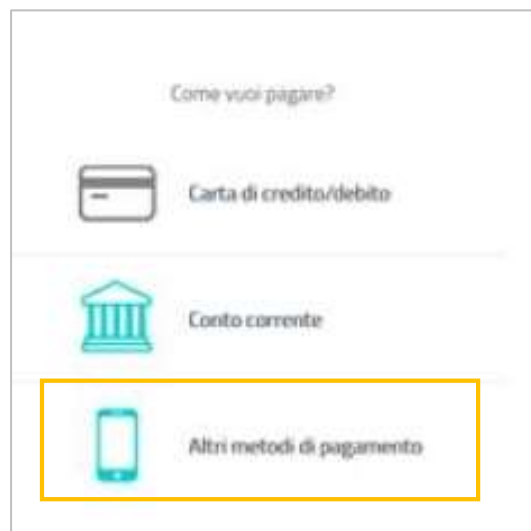 Come vuoi pagare?
Carta di credito/debito
Conto corrente
Altri metodi di pagamento